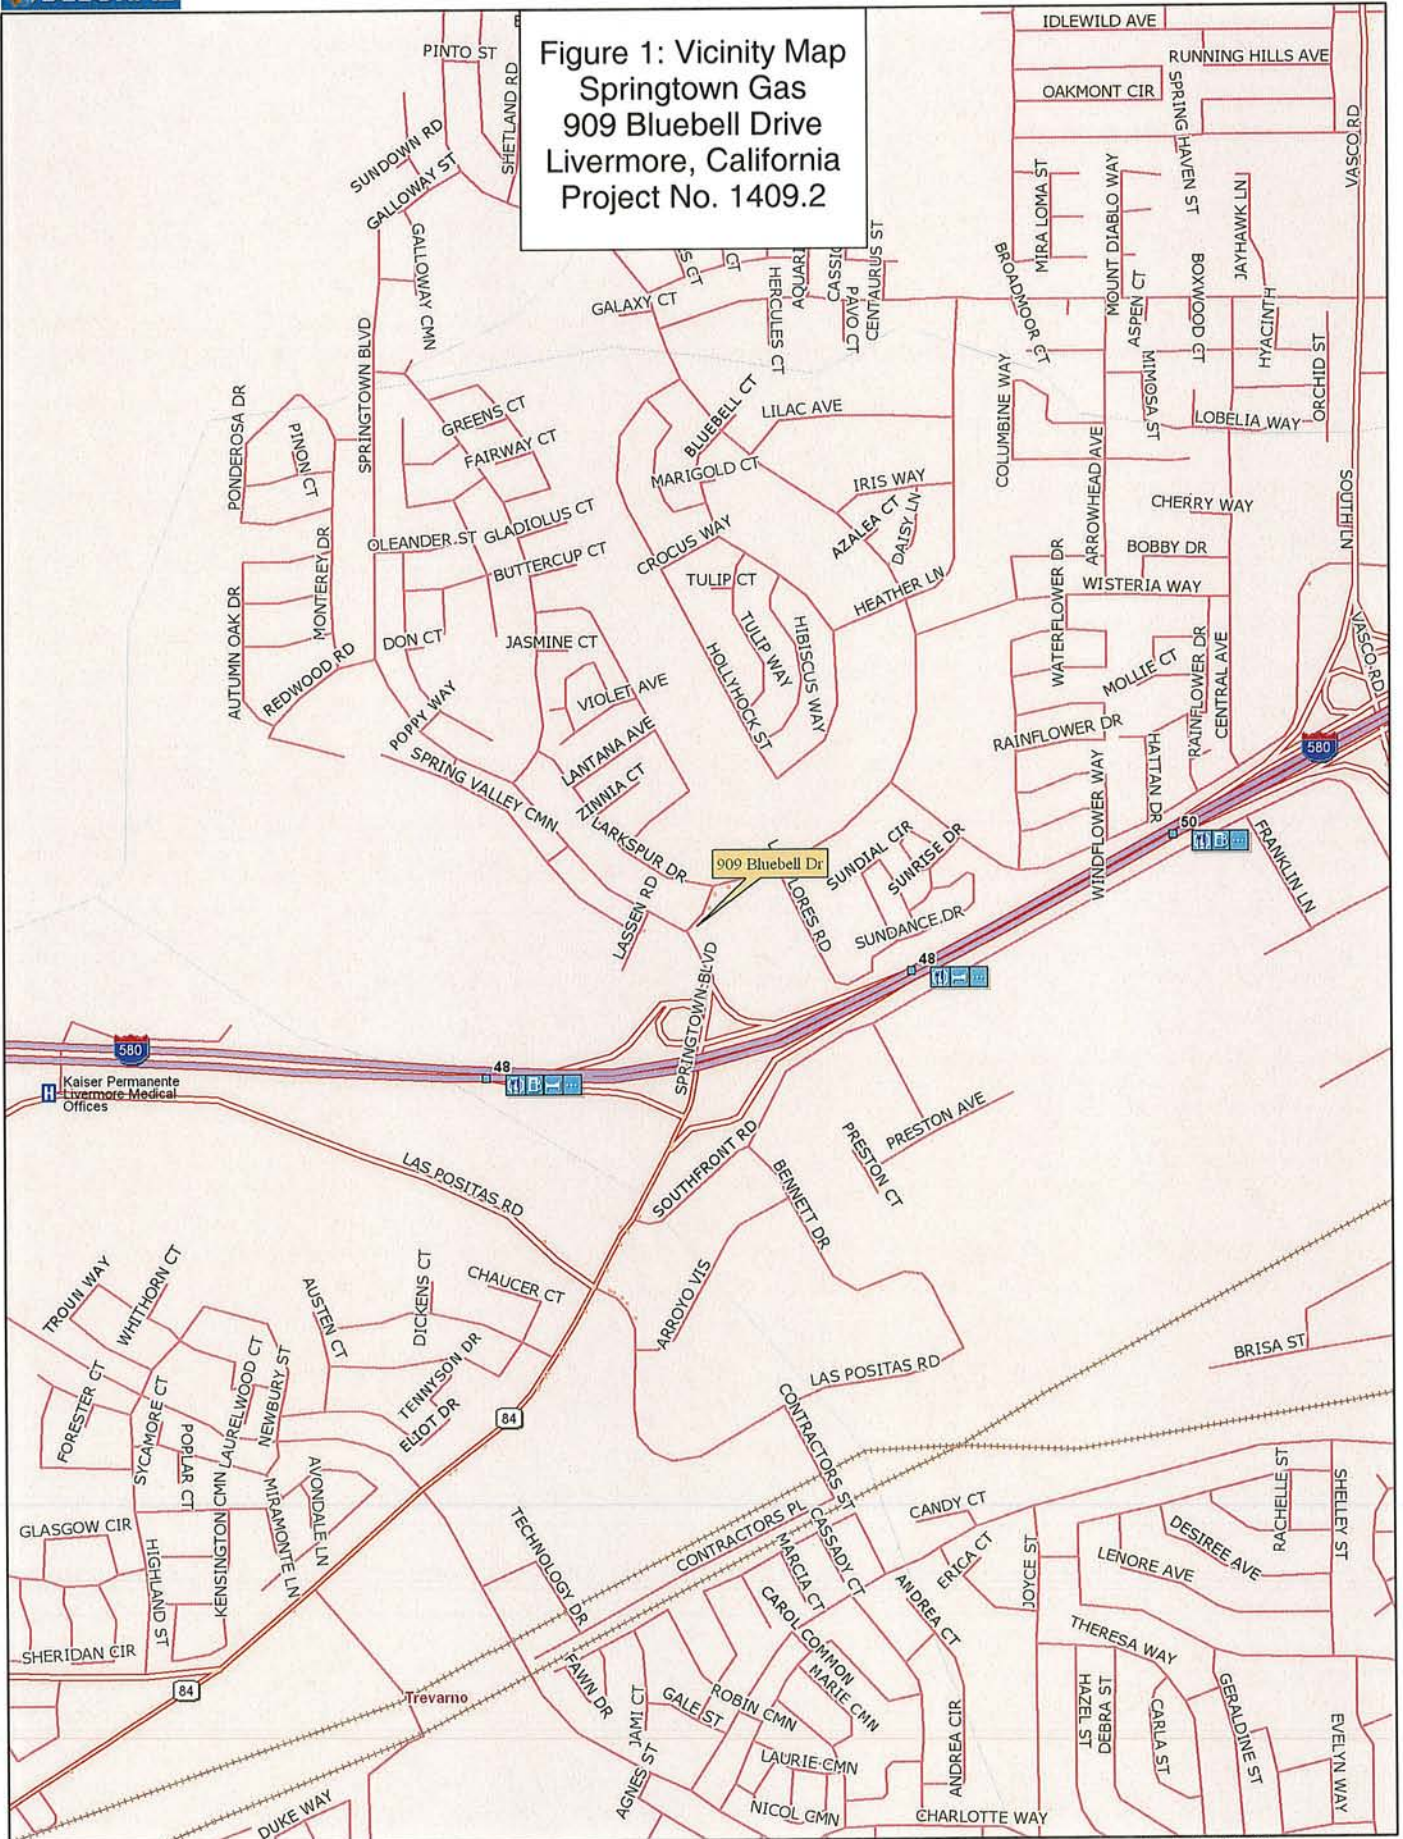 Figure 1: Vicinity Map
Springtown Gas
909 Bluebell Drive
Livermore, California
Project No. 1409.2
PINTO ST
SHETLAND RD
SUNDOWN RD
GALLOWAY ST
GALLOWAY CMN
IDLEWILD AVE
RUNNING HILLS AVE
OAKMONT CIR
SPRING HAVEN ST
VASCO RD
MIRA LOMA ST
MOUNT DIABLO WAY
JAYHAWK LN
BROADMOOR CT
ASPEN CT
BOXWOOD CT
HYACINTH
ORCHID ST
MIMOSA ST
LOBELIA WAY
COLUMBINE WAY
ARROWHEAD AVE
CT
GALAXY CT
HERCULES CT
PAVO CT
CENTAURUS ST
SPRINGTOWN BLVD
PONDEROSA DR
PINON CT
GREENS CT
FAIRWAY CT
BLUEBELL CT
LILAC AVE
MARIGOLD CT
IRIS WAY
AZALEA CT
DAISY LN
CHERRY WAY
SOUTH LN
OLEANDER ST
GLADIOLUS CT
BUTTERCUP CT
CROCUS WAY
TULIP CT
HEATHER LN
BOBBY DR
WISTERIA WAY
WATERFLOWER DR
MONTEREY DR
AUTUMN OAK DR
REDWOOD RD
DON CT
JASMINE CT
TULIP WAY
HIBISCUS WAY
HOLLYHOCK ST
MOLLIE CT
RAINFLOWER DR
CENTRAL AVE
VASCO RD
POPPY WAY
VIOLET AVE
LANTANA AVE
ZINNIA CT
SPRING VALLEY CMN
LARKSPUR DR
RAINFLOWER DR
HATTAN DR
WINDFLOWER WAY
580
50
FRANKLIN LN
909 Bluebell Dr
LASSEN RD
LORES RD
SUNDIAL CIR
SUNRISE DR
SUNDANCE DR
48
SPRINGTOWN BLVD
580
48
Kaiser Permanente
Livermore Medical
Offices
LAS POSITAS RD
SOUTHFRONT RD
BENNETT DR
PRESTON AVE
PRESTON CT
ARROYO VIS
TROUN WAY
WHITHORN CT
AUSTEN CT
DICKENS CT
CHAUCER CT
TENNYSON DR
ELIOT DR
FORESTER CT
SYCAMORE CT
POPLAR CT
LAURELWOOD CT
NEWBURY ST
84
LAS POSITAS RD
BRISA ST
CONTRACTORS ST
CONTRACTORS PL
KENSINGTON CMN
MIRAMONTE LN
AVONDALE LN
GLASGOW CIR
HIGHLAND ST
SHERIDAN CIR
TECHNOLOGY DR
CASSADY CT
MARCIA CT
CANDY CT
ERICA CT
ANDREA CT
JOYCE ST
LENORE AVE
DESIREE AVE
RACHELLE ST
SHELLEY ST
CAROL COMMON
MARIE CMN
THERESA WAY
84
Trevarno
FAWN DR
JAMI CT
GALE ST
ROBIN CMN
LAURIE CMN
NICOL CMN
AGNES ST
ANDREA CIR
CHARLOTTE WAY
HAZEL ST
DEBRA ST
CARLA ST
GERALDINE ST
EVELYN WAY
DUKE WAY